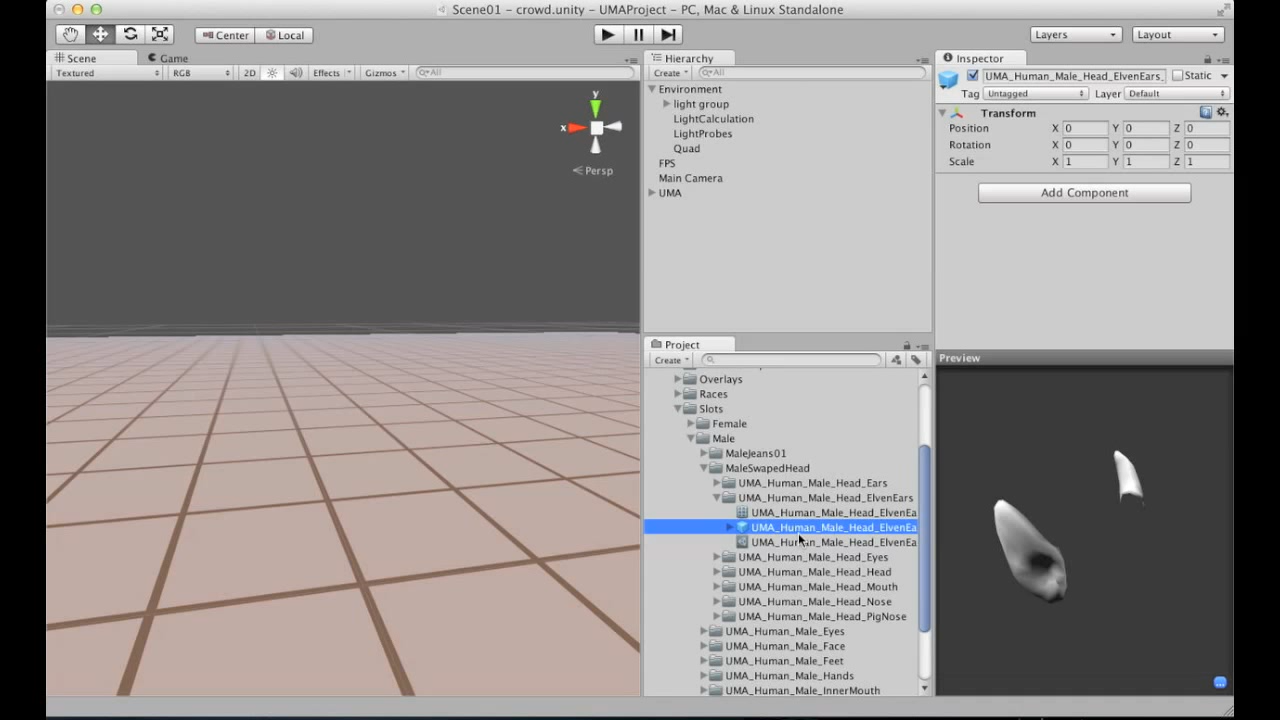 Scene01 – crowd.unity – UMAProject – PC, Mac & Linux Standalone
Center Local Layers Layout
Scene Game
Textured RGB 2D Effects Gizmos All
y
x
Persp
Hierarchy
Create All
Environment
light group
LightCalculation
LightProbes
Quad
FPS
Main Camera
UMA
Project
Create
Overlays
Races
Slots
Female
Male
MaleJeans01
MaleSwapedHead
UMA_Human_Male_Head_Ears
UMA_Human_Male_Head_ElvenEars
UMA_Human_Male_Head_ElvenEa
UMA_Human_Male_Head_ElvenEa
UMA_Human_Male_Head_ElvenEa
UMA_Human_Male_Head_Eyes
UMA_Human_Male_Head_Head
UMA_Human_Male_Head_Mouth
UMA_Human_Male_Head_Nose
UMA_Human_Male_Head_PigNose
UMA_Human_Male_Eyes
UMA_Human_Male_Face
UMA_Human_Male_Feet
UMA_Human_Male_Hands
UMA_Human_Male_InnerMouth
Inspector
UMA_Human_Male_Head_ElvenEars_ Static
Tag Untagged Layer Default
Transform
Position X 0 Y 0 Z 0
Rotation X 0 Y 0 Z 0
Scale X 1 Y 1 Z 1
Add Component
Preview